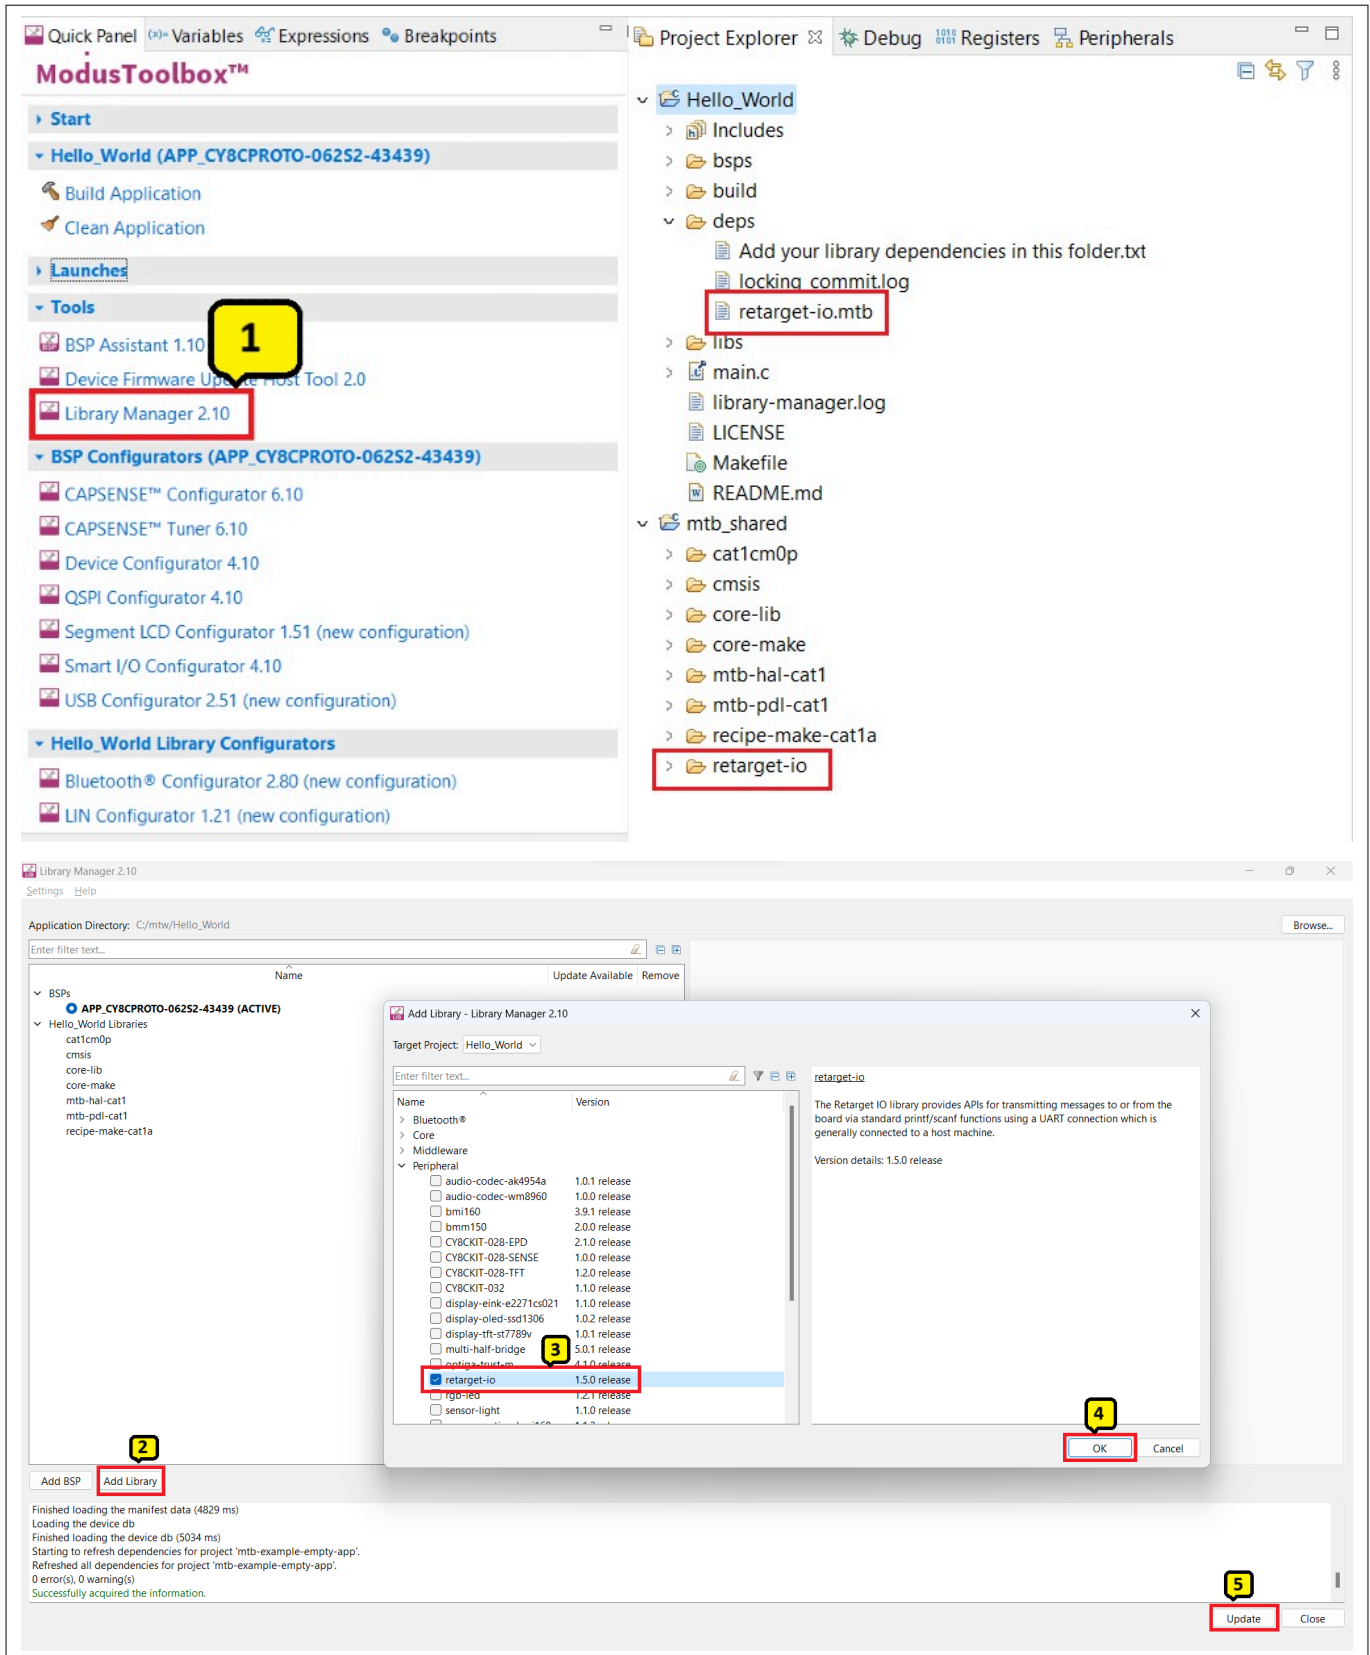 Quick Panel (x)= Variables Expressions Breakpoints
ModusToolbox™
Start
Hello_World (APP_CY8CPROTO-062S2-43439)
Build Application
Clean Application
Launches
Tools
1
BSP Assistant 1.10
Device Firmware Update Host Tool 2.0
Library Manager 2.10
BSP Configurators (APP_CY8CPROTO-062S2-43439)
CAPSENSE™ Configurator 6.10
CAPSENSE™ Tuner 6.10
Device Configurator 4.10
QSPI Configurator 4.10
Segment LCD Configurator 1.51 (new configuration)
Smart I/O Configurator 4.10
USB Configurator 2.51 (new configuration)
Hello_World Library Configurators
Bluetooth® Configurator 2.80 (new configuration)
LIN Configurator 1.21 (new configuration)
Project Explorer Debug Registers Peripherals
Hello_World
Includes
bsps
build
deps
Add your library dependencies in this folder.txt
locking_commit.log
retarget-io.mtb
libs
main.c
library-manager.log
LICENSE
Makefile
README.md
mtb_shared
cat1cm0p
cmsis
core-lib
core-make
mtb-hal-cat1
mtb-pdl-cat1
recipe-make-cat1a
retarget-io
Library Manager 2.10
Settings Help
Application Directory: C:/mtw/Hello_World
Browse...
Enter filter text...
Name Update Available Remove
BSPs
APP_CY8CPROTO-062S2-43439 (ACTIVE)
Hello_World Libraries
cat1cm0p
cmsis
core-lib
core-make
mtb-hal-cat1
mtb-pdl-cat1
recipe-make-cat1a
Add Library - Library Manager 2.10
Target Project: Hello_World
Enter filter text...
Name Version
Bluetooth®
Core
Middleware
Peripheral
audio-codec-ak4954a 1.0.1 release
audio-codec-wm8960 1.0.0 release
bmi160 3.9.1 release
bmm150 2.0.0 release
CY8CKIT-028-EPD 2.1.0 release
CY8CKIT-028-SENSE 1.0.0 release
CY8CKIT-028-TFT 1.2.0 release
CY8CKIT-032 1.1.0 release
display-eink-e2271cs021 1.1.0 release
display-oled-ssd1306 1.0.2 release
display-tft-st7789v 1.0.1 release
multi-half-bridge 5.0.1 release
3
optiga-trust-m 4.1.0 release
retarget-io 1.5.0 release
rgb-led 1.2.1 release
sensor-light 1.1.0 release
retarget-io
The Retarget IO library provides APIs for transmitting messages to or from the
board via standard printf/scanf functions using a UART connection which is
generally connected to a host machine.
Version details: 1.5.0 release
4
OK Cancel
2
Add BSP Add Library
Finished loading the manifest data (4829 ms)
Loading the device db
Finished loading the device db (5034 ms)
Starting to refresh dependencies for project 'mtb-example-empty-app'.
Refreshed all dependencies for project 'mtb-example-empty-app'.
0 error(s), 0 warning(s)
Successfully acquired the information.
5
Update Close